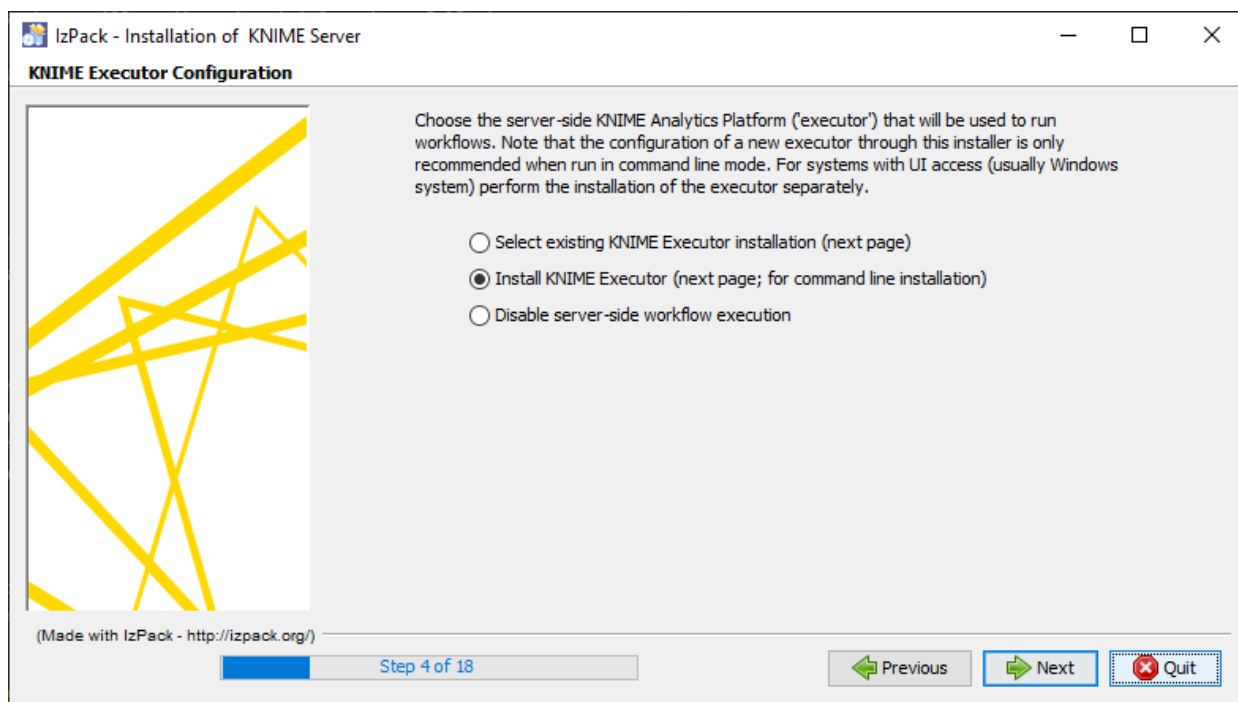 IzPack - Installation of  KNIME Server
KNIME Executor Configuration
Choose the server-side KNIME Analytics Platform ('executor') that will be used to run
workflows. Note that the configuration of a new executor through this installer is only
recommended when run in command line mode. For systems with UI access (usually Windows
system) perform the installation of the executor separately.
Select existing KNIME Executor installation (next page)
Install KNIME Executor (next page; for command line installation)
Disable server-side workflow execution
(Made with IzPack - http://izpack.org/)
Step 4 of 18
Previous
Next
Quit